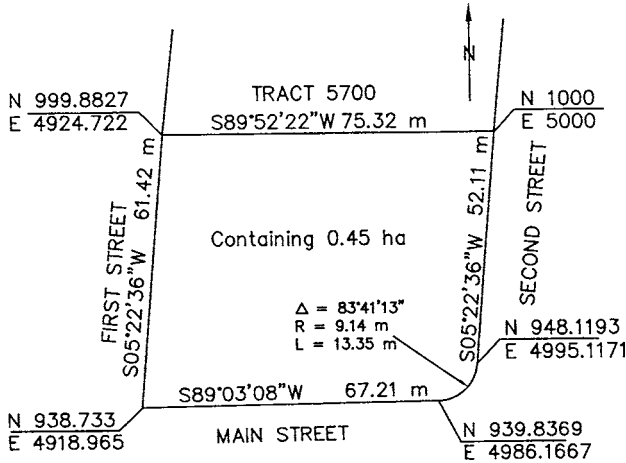 N
TRACT 5700
N 999.8827
E 4924.722
S89°52'22"W 75.32 m
N 1000
E 5000
FIRST STREET
S05°22'36"W 61.42 m
Containing 0.45 ha
S05°22'36"W 52.11 m
SECOND STREET
Δ = 83°41'13"
R = 9.14 m
L = 13.35 m
N 948.1193
E 4995.1171
S89°03'08"W 67.21 m
N 938.733
E 4918.965
MAIN STREET
N 939.8369
E 4986.1667